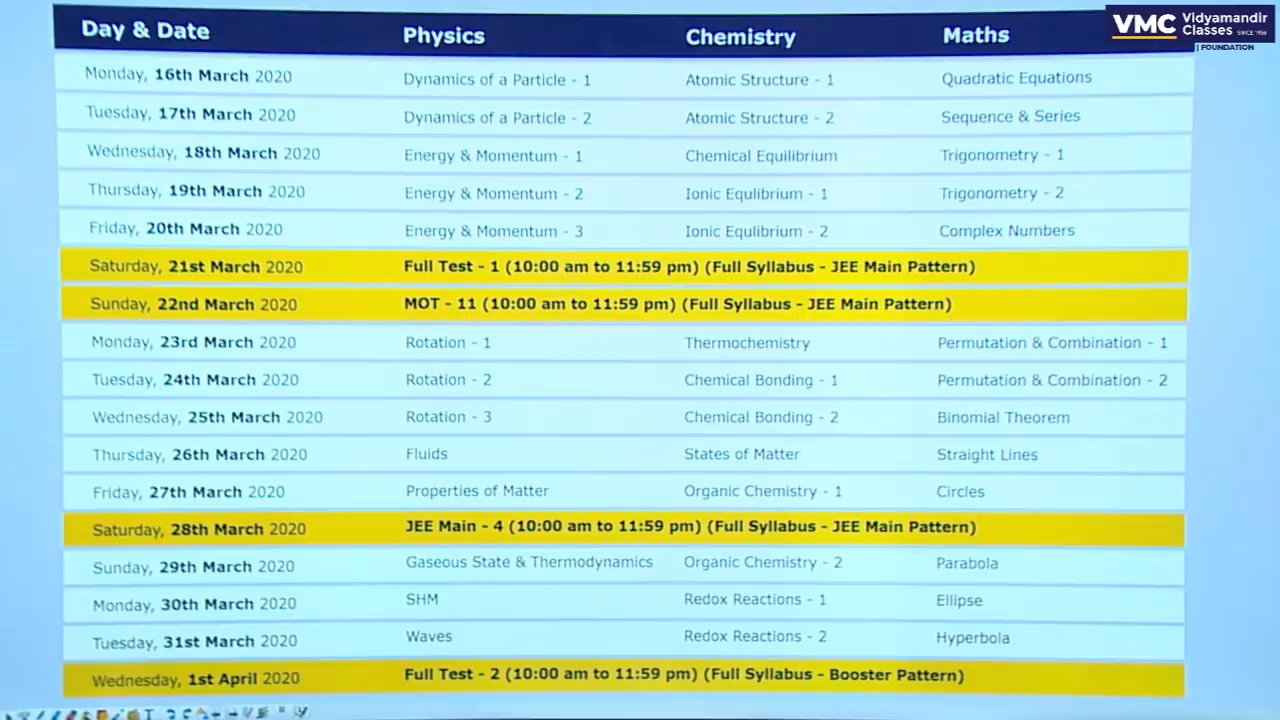 VMC Vidyamandir Classes SINCE 1986
| FOUNDATION
Day & Date Physics Chemistry Maths
Monday, 16th March 2020 Dynamics of a Particle - 1 Atomic Structure - 1 Quadratic Equations
Tuesday, 17th March 2020 Dynamics of a Particle - 2 Atomic Structure - 2 Sequence & Series
Wednesday, 18th March 2020 Energy & Momentum - 1 Chemical Equilibrium Trigonometry - 1
Thursday, 19th March 2020 Energy & Momentum - 2 Ionic Equlibrium - 1 Trigonometry - 2
Friday, 20th March 2020 Energy & Momentum - 3 Ionic Equlibrium - 2 Complex Numbers
Saturday, 21st March 2020 Full Test - 1 (10:00 am to 11:59 pm) (Full Syllabus - JEE Main Pattern)
Sunday, 22nd March 2020 MOT - 11 (10:00 am to 11:59 pm) (Full Syllabus - JEE Main Pattern)
Monday, 23rd March 2020 Rotation - 1 Thermochemistry Permutation & Combination - 1
Tuesday, 24th March 2020 Rotation - 2 Chemical Bonding - 1 Permutation & Combination - 2
Wednesday, 25th March 2020 Rotation - 3 Chemical Bonding - 2 Binomial Theorem
Thursday, 26th March 2020 Fluids States of Matter Straight Lines
Friday, 27th March 2020 Properties of Matter Organic Chemistry - 1 Circles
Saturday, 28th March 2020 JEE Main - 4 (10:00 am to 11:59 pm) (Full Syllabus - JEE Main Pattern)
Sunday, 29th March 2020 Gaseous State & Thermodynamics Organic Chemistry - 2 Parabola
Monday, 30th March 2020 SHM Redox Reactions - 1 Ellipse
Tuesday, 31st March 2020 Waves Redox Reactions - 2 Hyperbola
Wednesday, 1st April 2020 Full Test - 2 (10:00 am to 11:59 pm) (Full Syllabus - Booster Pattern)